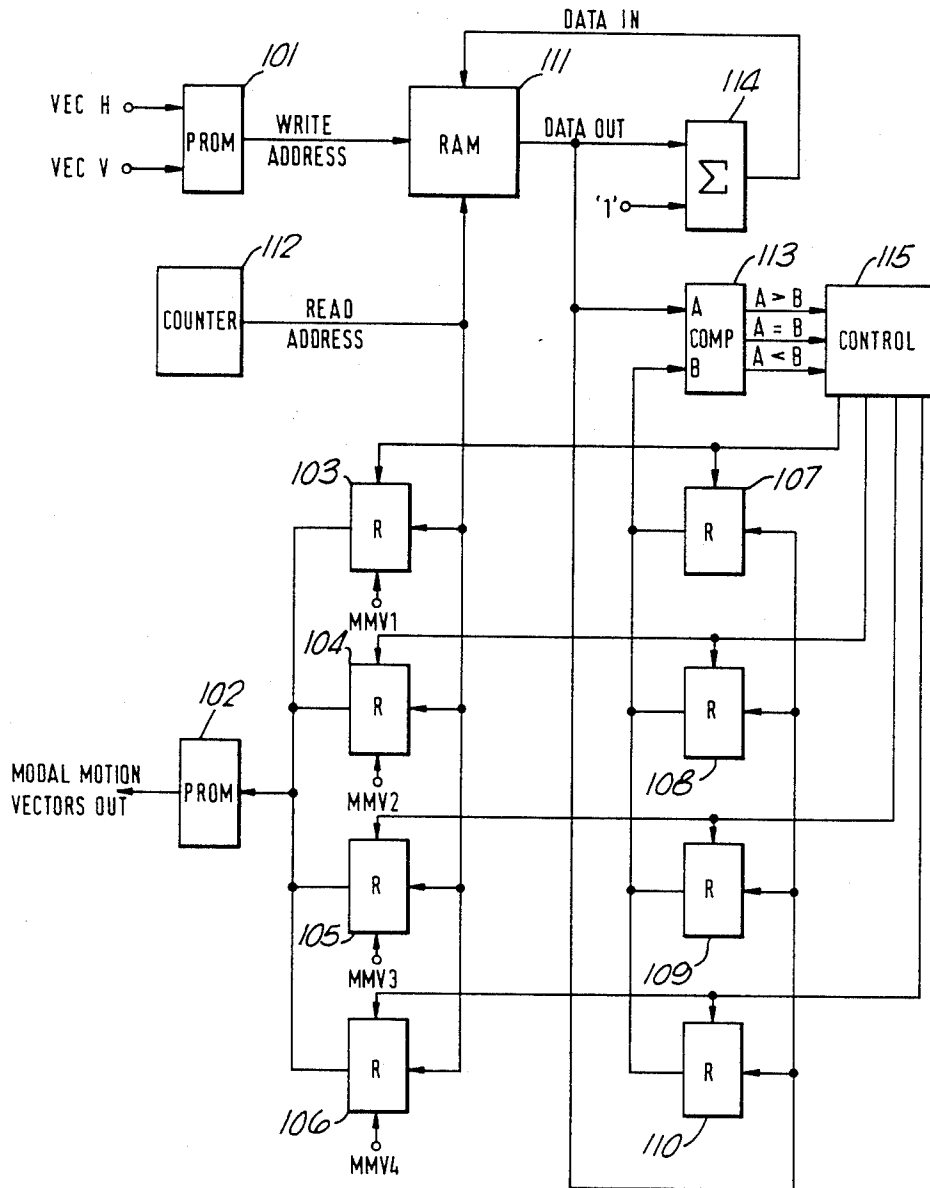 DATA IN
101
111
114
VEC H
PROM
WRITE
ADDRESS
RAM
DATA OUT
Σ
VEC V
'1'
112
113
115
COUNTER
READ
ADDRESS
A
COMP
B
A > B
A = B
A < B
CONTROL
103
R
MMV1
107
R
104
R
MMV2
R
108
102
PROM
MODAL MOTION
VECTORS OUT
R
105
MMV3
R
109
R
106
MMV4
R
110